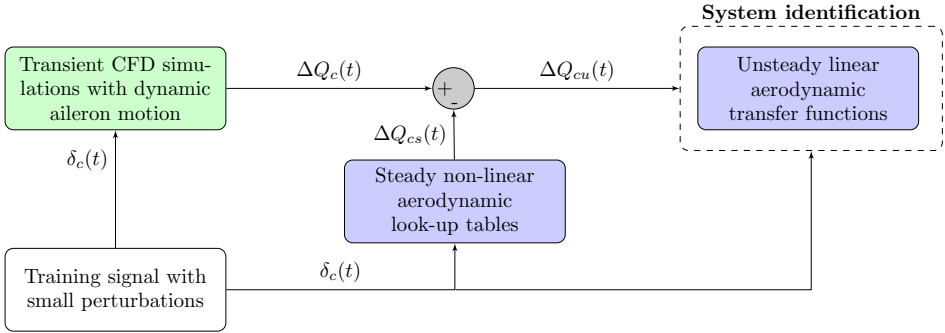 System identification
Transient CFD simu-
lations with dynamic
aileron motion
ΔQ_c(t)
+
-
ΔQ_cu(t)
Unsteady linear
aerodynamic
transfer functions
δ_c(t)
ΔQ_cs(t)
Steady non-linear
aerodynamic
look-up tables
Training signal with
small perturbations
δ_c(t)